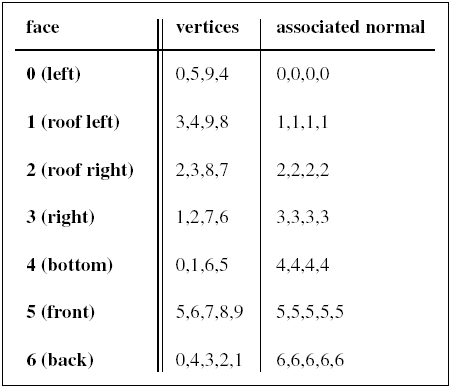 face vertices associated normal
0 (left) 0,5,9,4 0,0,0,0
1 (roof left) 3,4,9,8 1,1,1,1
2 (roof right) 2,3,8,7 2,2,2,2
3 (right) 1,2,7,6 3,3,3,3
4 (bottom) 0,1,6,5 4,4,4,4
5 (front) 5,6,7,8,9 5,5,5,5,5
6 (back) 0,4,3,2,1 6,6,6,6,6